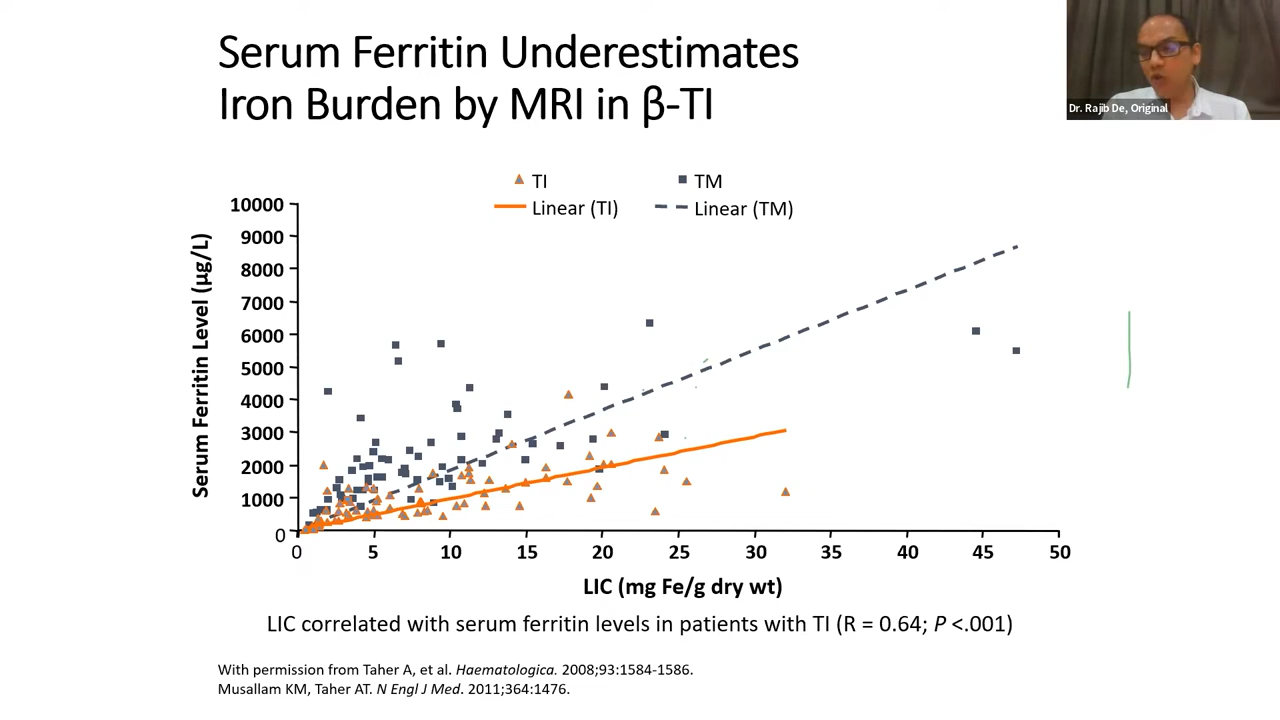 Serum Ferritin Underestimates
Iron Burden by MRI in β-TI
Dr. Rajib De, Original
TI
TM
Linear (TI)
Linear (TM)
Serum Ferritin Level (µg/L)
10000
9000
8000
7000
6000
5000
4000
3000
2000
1000
0
0 5 10 15 20 25 30 35 40 45 50
LIC (mg Fe/g dry wt)
LIC correlated with serum ferritin levels in patients with TI (R = 0.64; P <.001)
With permission from Taher A, et al. Haematologica. 2008;93:1584-1586.
Musallam KM, Taher AT. N Engl J Med. 2011;364:1476.